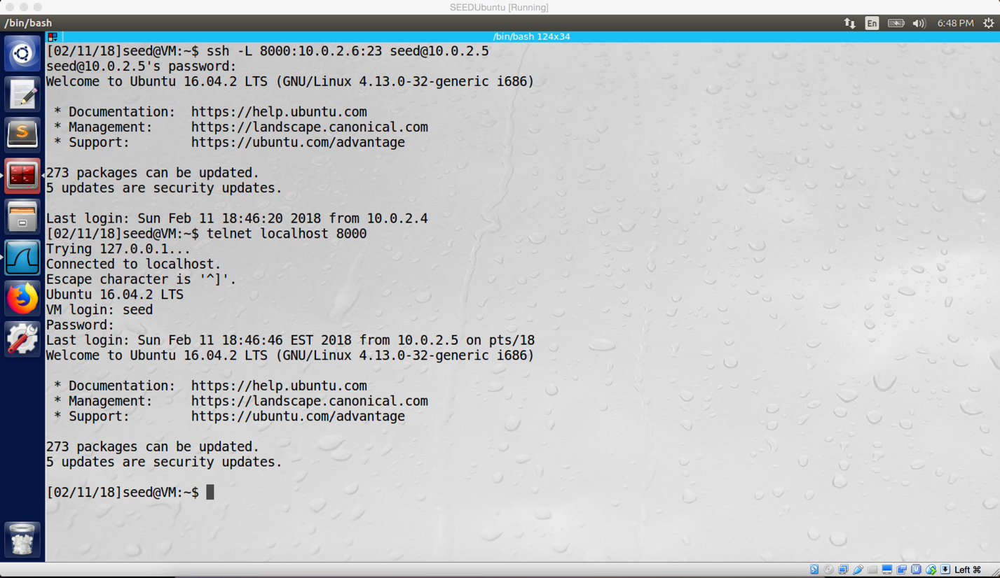 SEEDUbuntu [Running]
/bin/bash
En
6:48 PM
/bin/bash 124x34
[02/11/18]seed@VM:~$ ssh -L 8000:10.0.2.6:23 seed@10.0.2.5
seed@10.0.2.5's password:
Welcome to Ubuntu 16.04.2 LTS (GNU/Linux 4.13.0-32-generic i686)
* Documentation:  https://help.ubuntu.com
* Management:     https://landscape.canonical.com
* Support:        https://ubuntu.com/advantage
273 packages can be updated.
5 updates are security updates.
Last login: Sun Feb 11 18:46:20 2018 from 10.0.2.4
[02/11/18]seed@VM:~$ telnet localhost 8000
Trying 127.0.0.1...
Connected to localhost.
Escape character is '^]'.
Ubuntu 16.04.2 LTS
VM login: seed
Password:
Last login: Sun Feb 11 18:46:46 EST 2018 from 10.0.2.5 on pts/18
Welcome to Ubuntu 16.04.2 LTS (GNU/Linux 4.13.0-32-generic i686)
* Documentation:  https://help.ubuntu.com
* Management:     https://landscape.canonical.com
* Support:        https://ubuntu.com/advantage
273 packages can be updated.
5 updates are security updates.
[02/11/18]seed@VM:~$
Left ⌘